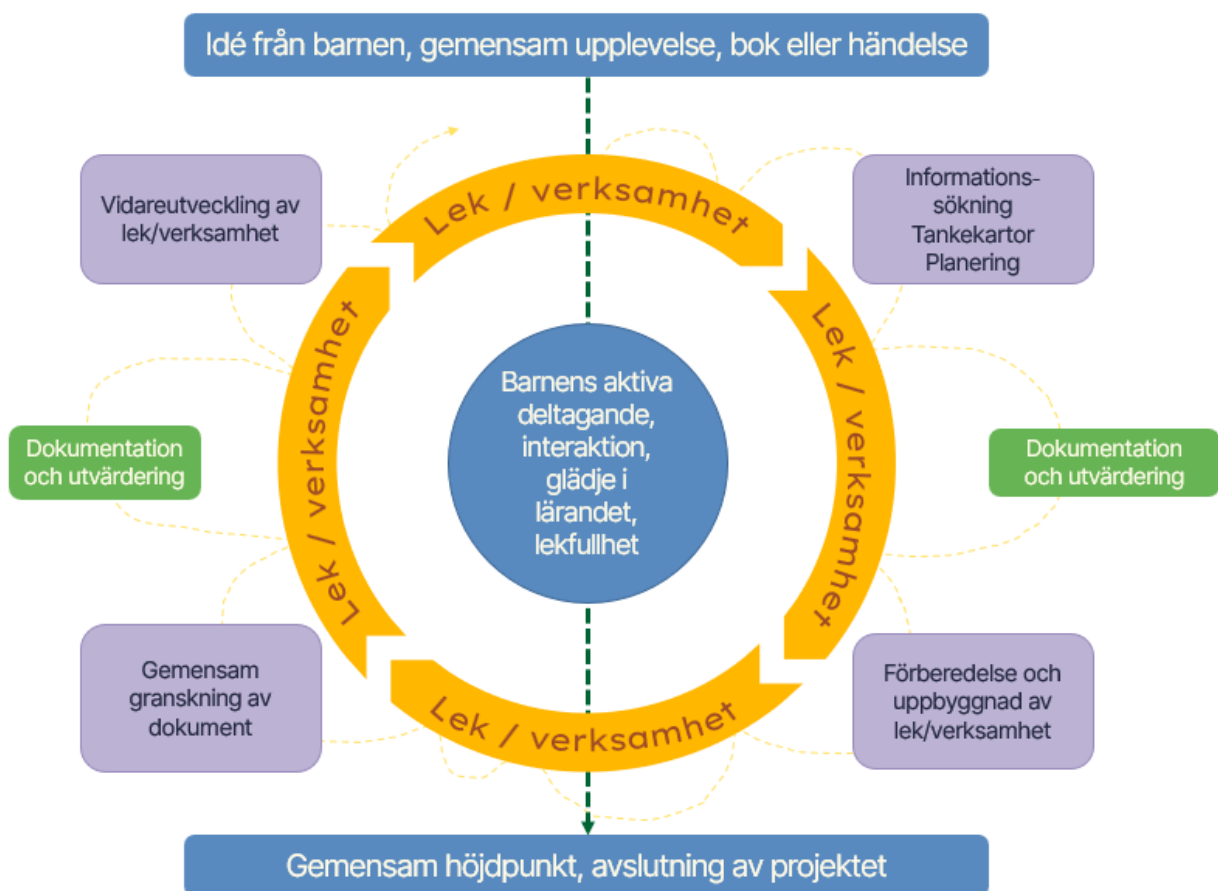 Idé från barnen, gemensam upplevelse, bok eller händelse
Lek / verksamhet
Vidareutveckling av
lek/verksamhet
Informations-
sökning
Tankekartor
Planering
Lek / verksamhet
Lek / verksamhet
Barnens aktiva
deltagande,
interaktion,
glädje i
lärandet,
lekfullhet
Dokumentation
och utvärdering
Dokumentation
och utvärdering
Gemensam
granskning av
dokument
Förberedelse och
uppbyggnad av
lek/verksamhet
Lek / verksamhet
Gemensam höjdpunkt, avslutning av projektet